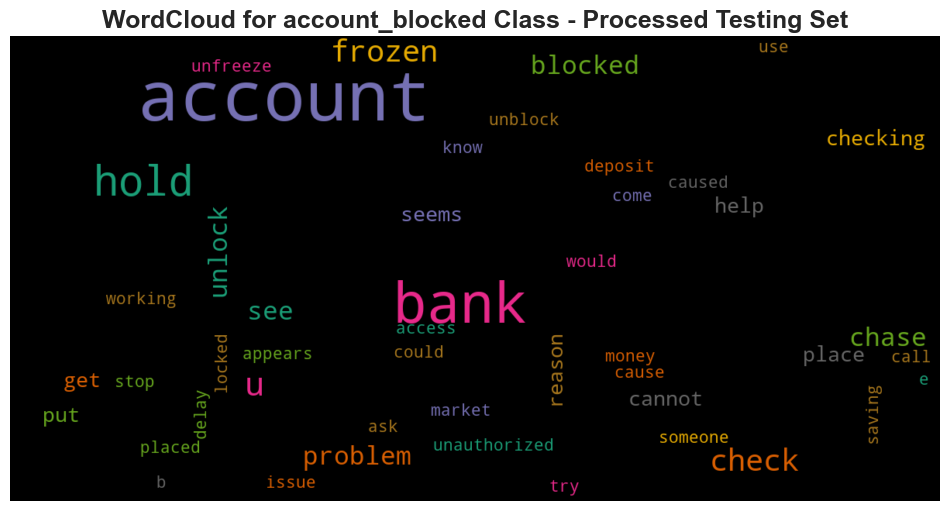 WordCloud for account_blocked Class - Processed Testing Set
use
frozen
unfreeze
blocked
account
unblock
checking
know
deposit
hold
caused
come
help
seems
unlock
would
working
bank
see
access
chase
could
appears
locked
reason
money
place
call
cause
get
stop
u
e
delay
cannot
saving
put
market
ask
someone
placed
unauthorized
problem
check
b
issue
try